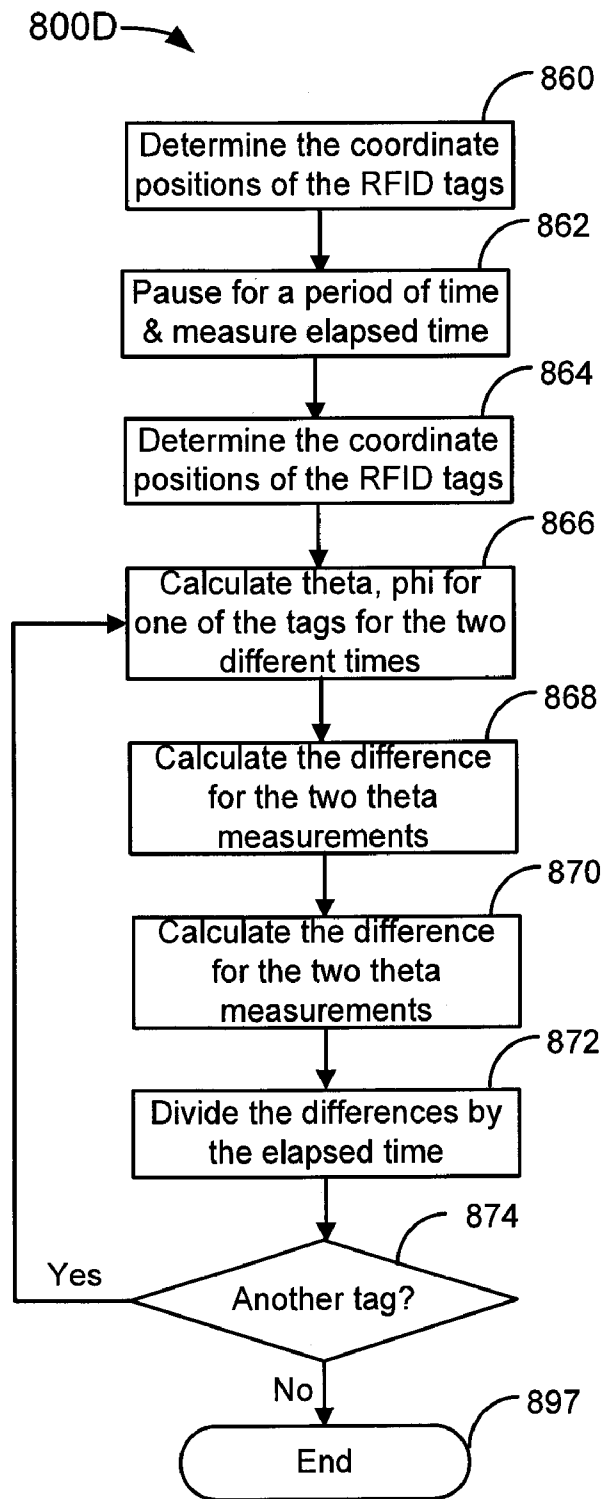 800D
860
Determine the coordinate
positions of the RFID tags
862
Pause for a period of time
& measure elapsed time
864
Determine the coordinate
positions of the RFID tags
866
Calculate theta, phi for
one of the tags for the two
different times
868
Calculate the difference
for the two theta
measurements
870
Calculate the difference
for the two theta
measurements
872
Divide the differences by
the elapsed time
874
Yes
Another tag?
No
897
End